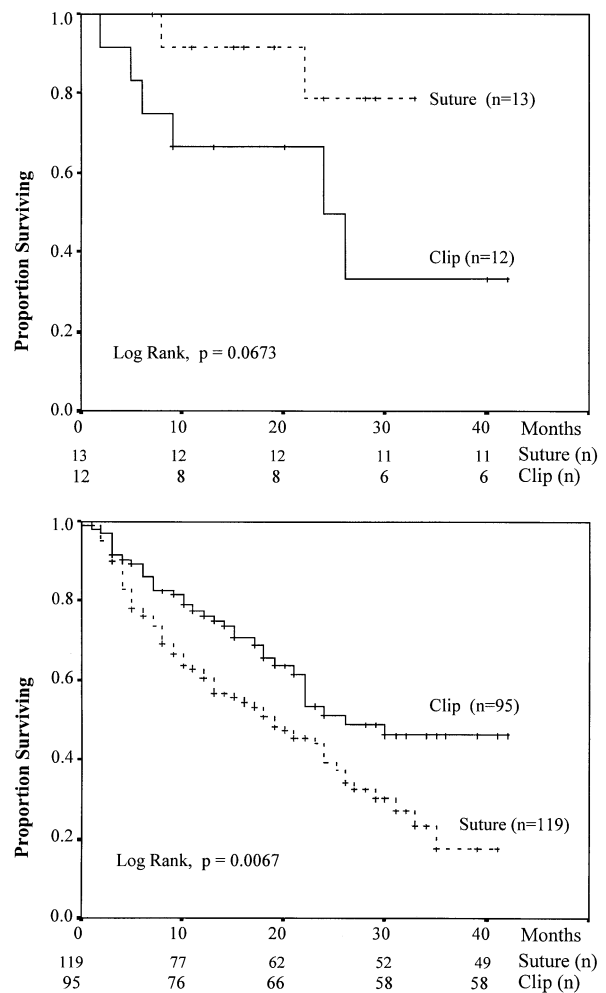 1.0
0.8
0.6
0.4
0.2
0.0
Proportion Surviving
Suture (n=13)
Clip (n=12)
Log Rank, p = 0.0673
0 10 20 30 40 Months
13 12 12 11 11 Suture (n)
12 8 8 6 6 Clip (n)
1.0
0.8
0.6
0.4
0.2
0.0
Proportion Surviving
Clip (n=95)
Suture (n=119)
Log Rank, p = 0.0067
0 10 20 30 40 Months
119 77 62 52 49 Suture (n)
95 76 66 58 58 Clip (n)